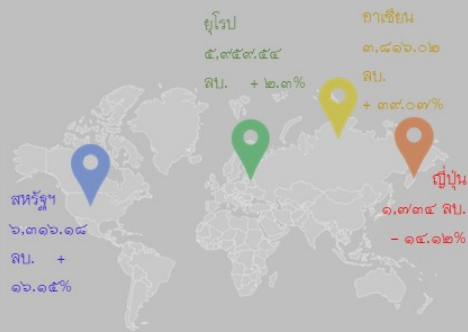 ยุโรป
๕,๙๕๙.๕๔
ลบ. + ๒.๓%
อาเซียน
๓,๘๑๖.๐๒
ลบ.
+ ๓๙.๐๗%
สหรัฐฯ
๖,๓๑๖.๑๘
ลบ. +
๑๖.๑๕%
ญี่ปุ่น
๑,๗๓๔ ลบ.
- ๑๔.๑๒%